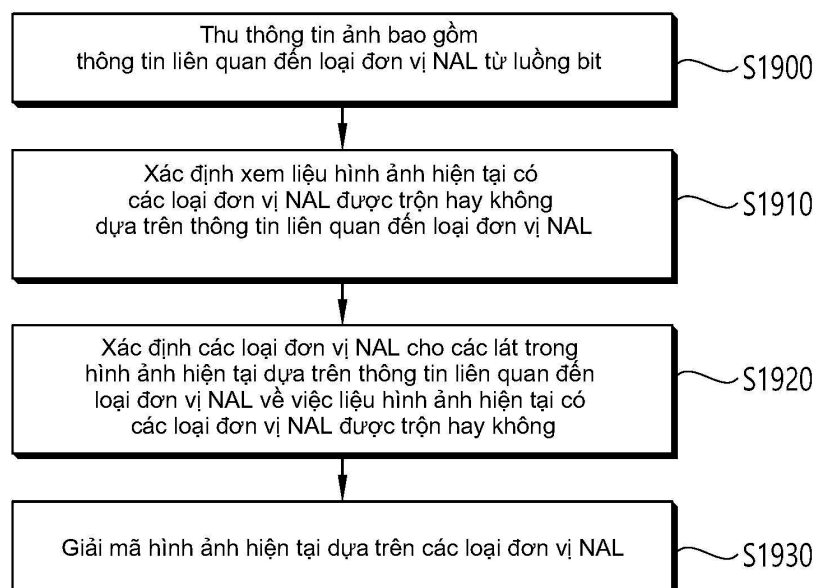 Thu thông tin ảnh bao gồm
thông tin liên quan đến loại đơn vị NAL từ luồng bit
S1900
Xác định xem liệu hình ảnh hiện tại có
các loại đơn vị NAL được trộn hay không
dựa trên thông tin liên quan đến loại đơn vị NAL
S1910
Xác định các loại đơn vị NAL cho các lát trong
hình ảnh hiện tại dựa trên thông tin liên quan đến
loại đơn vị NAL về việc liệu hình ảnh hiện tại có
các loại đơn vị NAL được trộn hay không
S1920
Giải mã hình ảnh hiện tại dựa trên các loại đơn vị NAL
S1930